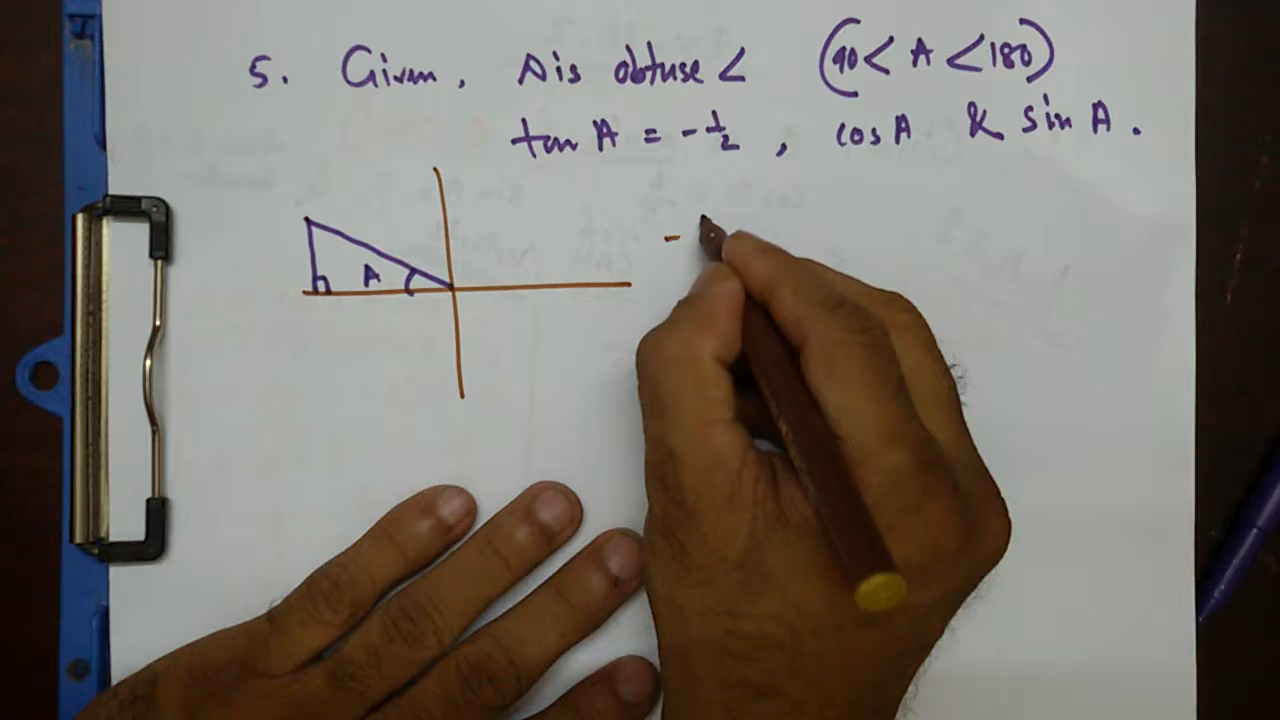 5. Given, A is obtuse < (90 < A < 180)
tan A = -1/2, cos A & sin A.
A
-